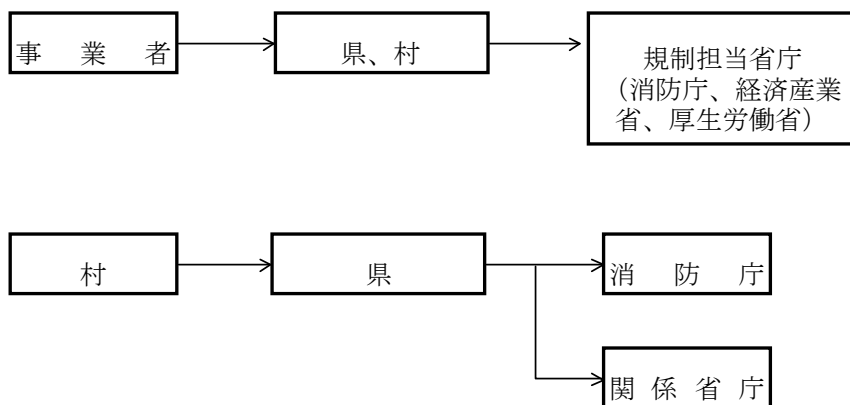 事業者
県、村
規制担当省庁
（消防庁、経済産業
省、厚生労働省）
村
県
消防庁
関係省庁